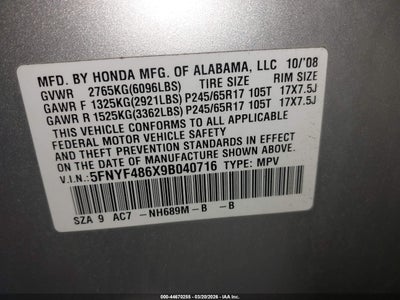 MFD. BY HONDA MFG. OF ALABAMA, LLC 10/'08
GVWR 2765KG(6096LBS) TIRE SIZE RIM SIZE
GAWR F 1325KG(2921LBS) P245/65R17 105T 17X7.5J
GAWR R 1525KG(3362LBS) P245/65R17 105T 17X7.5J
THIS VEHICLE CONFORMS TO ALL APPLICABLE
FEDERAL MOTOR VEHICLE SAFETY AND
THEFT PREVENTION STANDARDS IN EFFECT ON
THE DATE OF MANUFACTURE SHOWN ABOVE.
V.I.N.: 5FNYF486X9B040716 TYPE: MPV
SZA 9 AC7 -NH689M-B -B
000-44670255 - 03/20/2026 - IAA Inc.